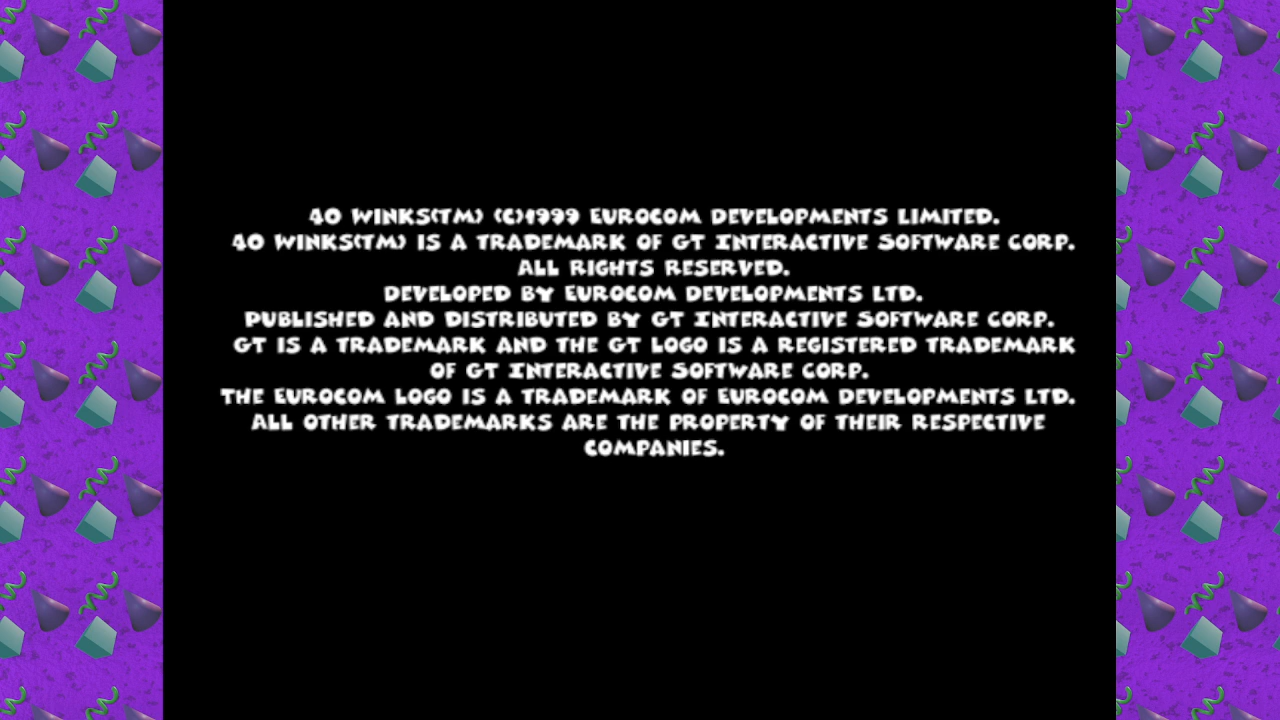 40 WINKS(TM) (C)1999 EUROCOM DEVELOPMENTS LIMITED.
40 WINKS(TM) IS A TRADEMARK OF GT INTERACTIVE SOFTWARE CORP.
ALL RIGHTS RESERVED.
DEVELOPED BY EUROCOM DEVELOPMENTS LTD.
PUBLISHED AND DISTRIBUTED BY GT INTERACTIVE SOFTWARE CORP.
GT IS A TRADEMARK AND THE GT LOGO IS A REGISTERED TRADEMARK
OF GT INTERACTIVE SOFTWARE CORP.
THE EUROCOM LOGO IS A TRADEMARK OF EUROCOM DEVELOPMENTS LTD.
ALL OTHER TRADEMARKS ARE THE PROPERTY OF THEIR RESPECTIVE
COMPANIES.